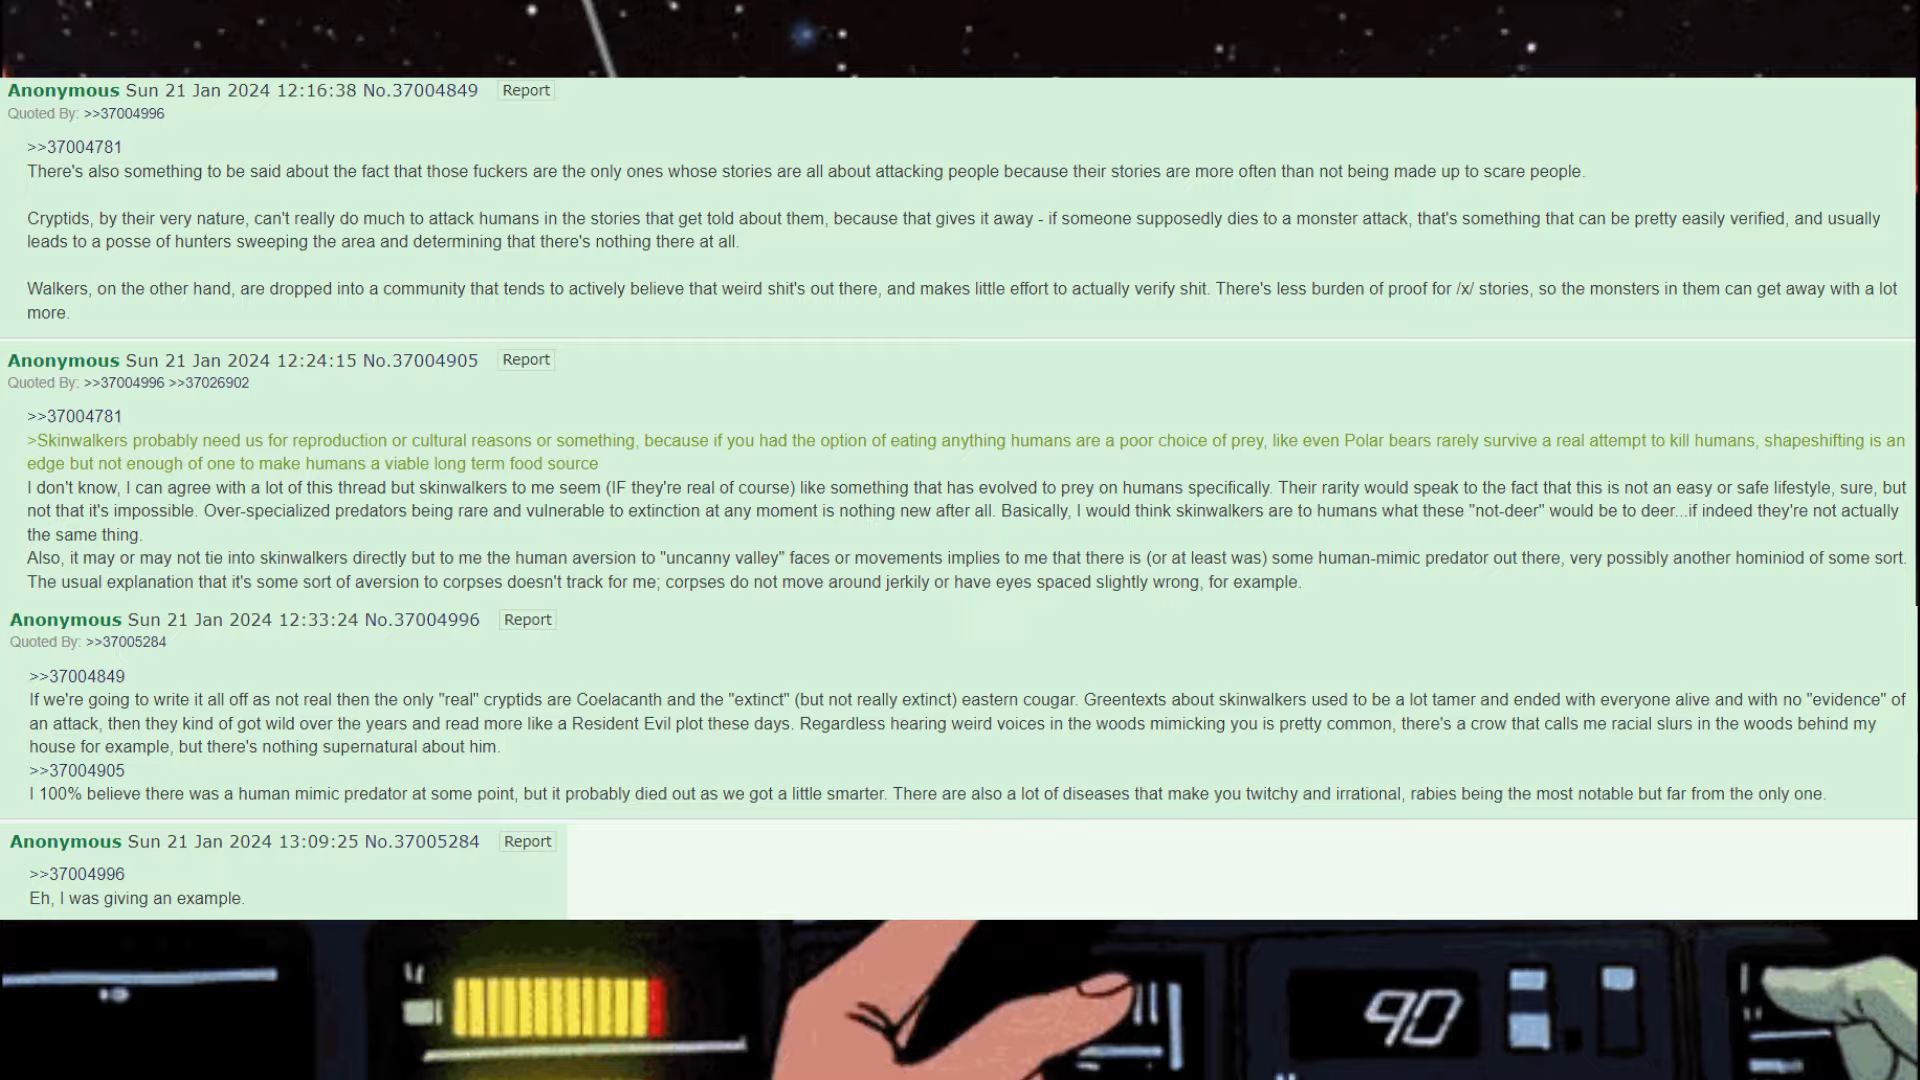 Anonymous Sun 21 Jan 2024 12:16:38 No.37004849 Report
Quoted By: >>37004996
>>37004781
There's also something to be said about the fact that those fuckers are the only ones whose stories are all about attacking people because their stories are more often than not being made up to scare people.
Cryptids, by their very nature, can't really do much to attack humans in the stories that get told about them, because that gives it away - if someone supposedly dies to a monster attack, that's something that can be pretty easily verified, and usually
leads to a posse of hunters sweeping the area and determining that there's nothing there at all.
Walkers, on the other hand, are dropped into a community that tends to actively believe that weird shit's out there, and makes little effort to actually verify shit. There's less burden of proof for /x/ stories, so the monsters in them can get away with a lot
more.
Anonymous Sun 21 Jan 2024 12:24:15 No.37004905 Report
Quoted By: >>37004996 >>37026902
>>37004781
>Skinwalkers probably need us for reproduction or cultural reasons or something, because if you had the option of eating anything humans are a poor choice of prey, like even Polar bears rarely survive a real attempt to kill humans, shapeshifting is an
edge but not enough of one to make humans a viable long term food source
I don't know, I can agree with a lot of this thread but skinwalkers to me seem (IF they're real of course) like something that has evolved to prey on humans specifically. Their rarity would speak to the fact that this is not an easy or safe lifestyle, sure, but
not that it's impossible. Over-specialized predators being rare and vulnerable to extinction at any moment is nothing new after all. Basically, I would think skinwalkers are to humans what these "not-deer" would be to deer...if indeed they're not actually
the same thing.
Also, it may or may not tie into skinwalkers directly but to me the human aversion to "uncanny valley" faces or movements implies to me that there is (or at least was) some human-mimic predator out there, very possibly another hominiod of some sort.
The usual explanation that it's some sort of aversion to corpses doesn't track for me; corpses do not move around jerkily or have eyes spaced slightly wrong, for example.
Anonymous Sun 21 Jan 2024 12:33:24 No.37004996 Report
Quoted By: >>37005284
>>37004849
If we're going to write it all off as not real then the only "real" cryptids are Coelacanth and the "extinct" (but not really extinct) eastern cougar. Greentexts about skinwalkers used to be a lot tamer and ended with everyone alive and with no "evidence" of
an attack, then they kind of got wild over the years and read more like a Resident Evil plot these days. Regardless hearing weird voices in the woods mimicking you is pretty common, there's a crow that calls me racial slurs in the woods behind my
house for example, but there's nothing supernatural about him.
>>37004905
I 100% believe there was a human mimic predator at some point, but it probably died out as we got a little smarter. There are also a lot of diseases that make you twitchy and irrational, rabies being the most notable but far from the only one.
Anonymous Sun 21 Jan 2024 13:09:25 No.37005284 Report
>>37004996
Eh, I was giving an example.
90